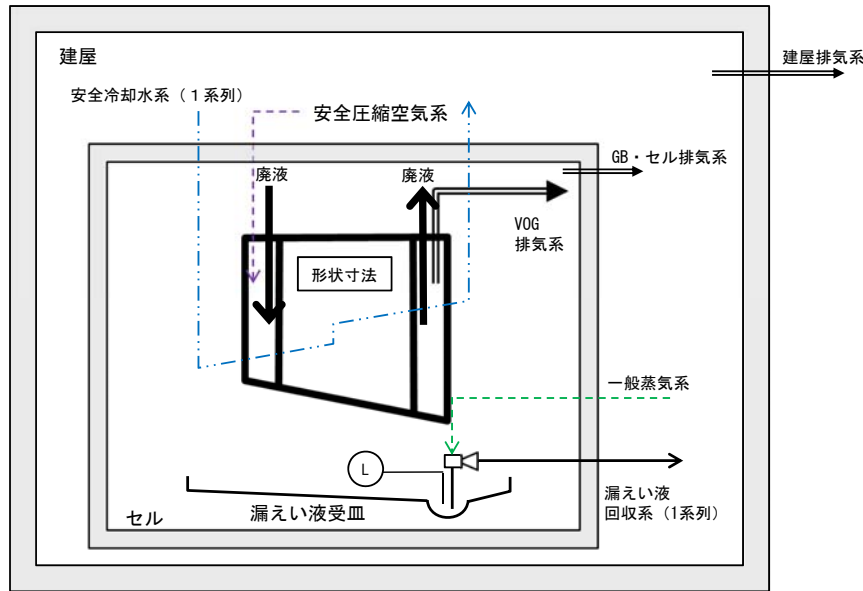 建屋
建屋排気系
安全冷却水系（１系列）
安全圧縮空気系
GB・セル排気系
廃液
廃液
VOG
排気系
形状寸法
一般蒸気系
L
漏えい液
回収系（1系列）
漏えい液受皿
セル